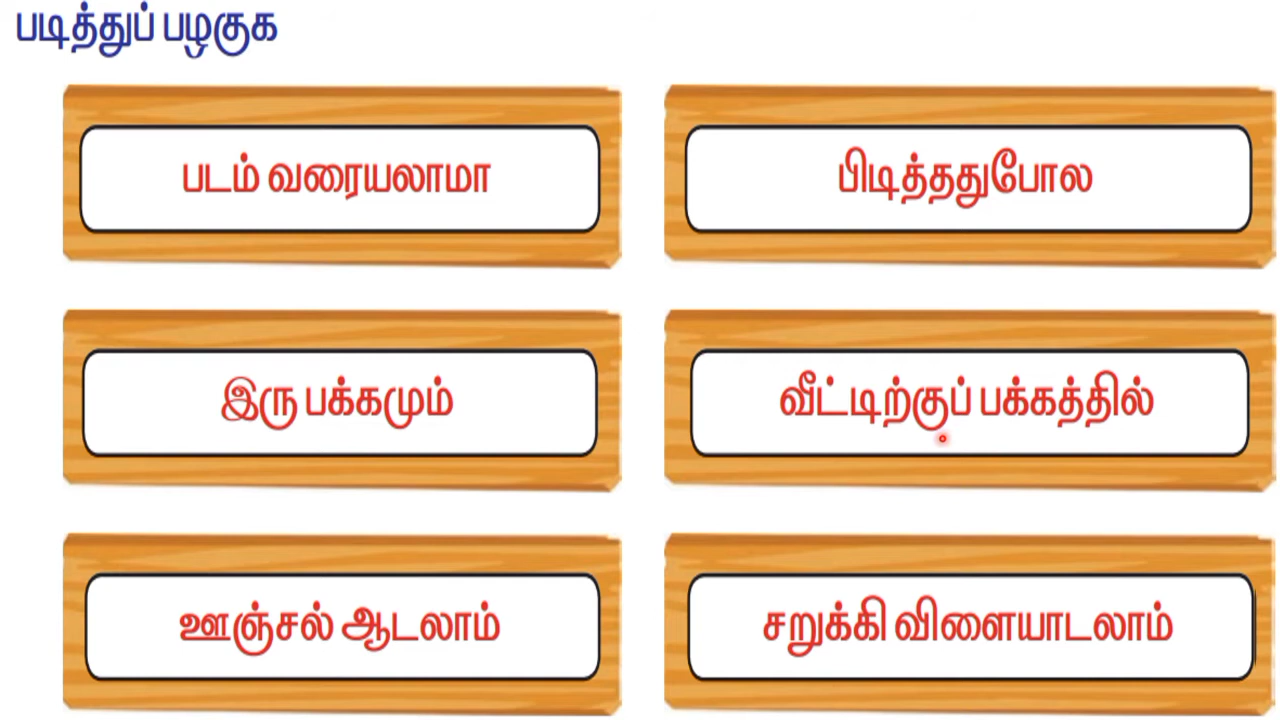 படித்துப் பழகுக
படம் வரையலாமா
பிடித்ததுபோல
இரு பக்கமும்
வீட்டிற்குப் பக்கத்தில்
ஊஞ்சல் ஆடலாம்
சறுக்கி விளையாடலாம்